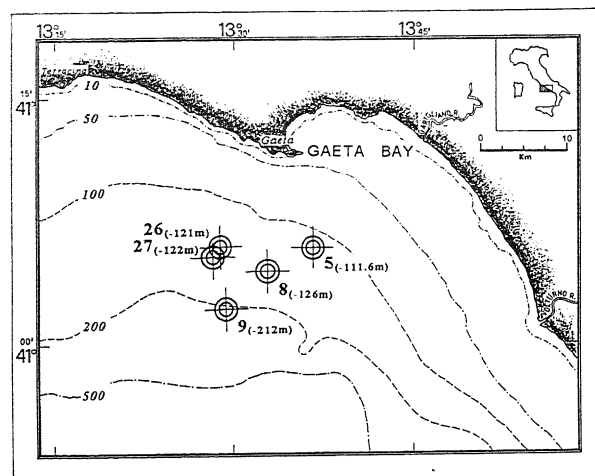 13° 15' 13° 30' 13° 45'
Terracina
15'
41°
10
50
100
200
500
Gaeta
GAETA BAY
0 10
Km
26(-121m)
27(-122m)
5(-111.6m)
8(-126m)
9(-212m)
00'
41°